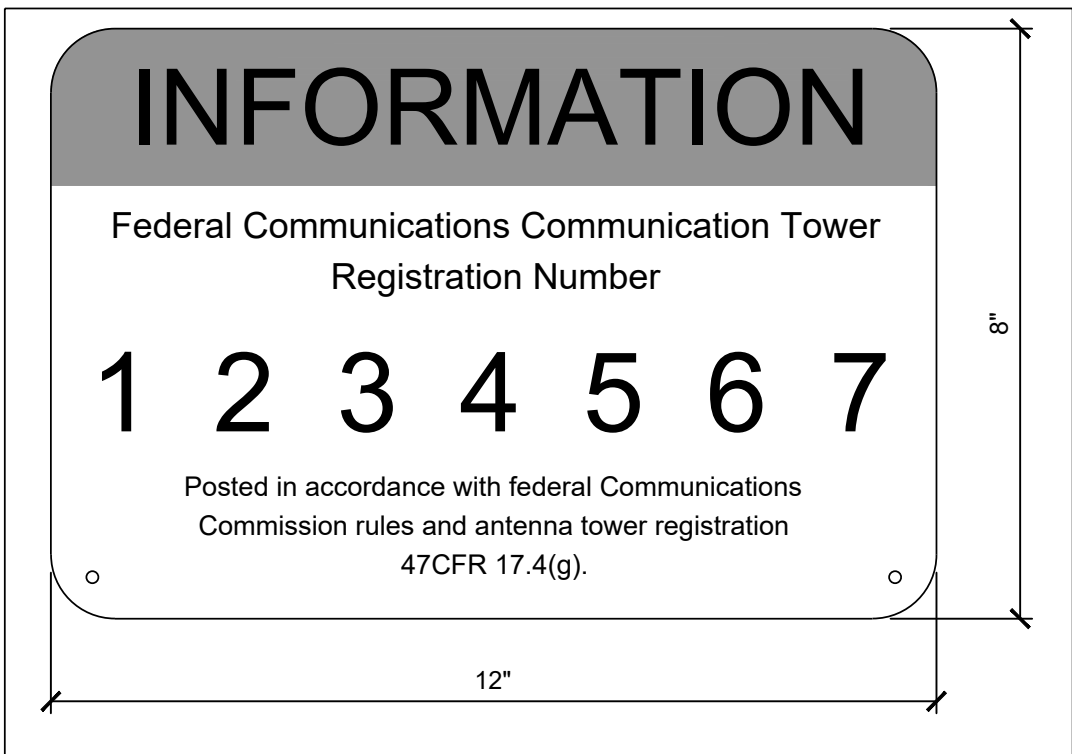 INFORMATION
Federal Communications Communication Tower
Registration Number
1 2 3 4 5 6 7
Posted in accordance with federal Communications
Commission rules and antenna tower registration
47CFR 17.4(g).
8"
12"